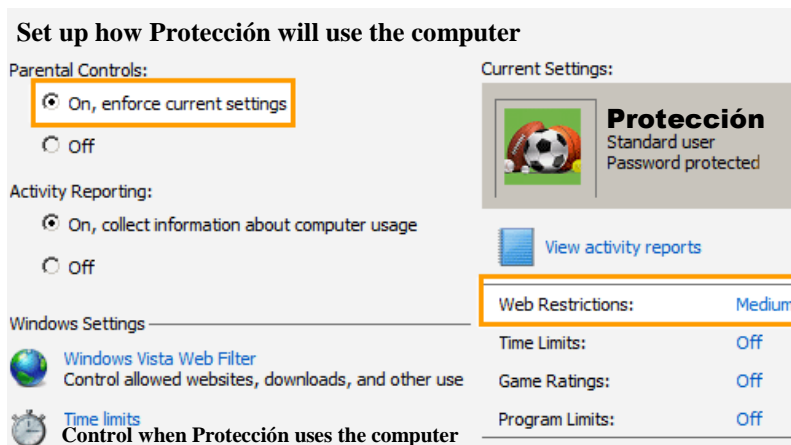 Set up how Protección will use the computer
Parental Controls:
On, enforce current settings
Off
Activity Reporting:
On, collect information about computer usage
Off
Windows Settings
Windows Vista Web Filter
Control allowed websites, downloads, and other use
Time limits
Control when Protección uses the computer
Current Settings:
Protección
Standard user
Password protected
View activity reports
Web Restrictions: Medium
Time Limits: Off
Game Ratings: Off
Program Limits: Off